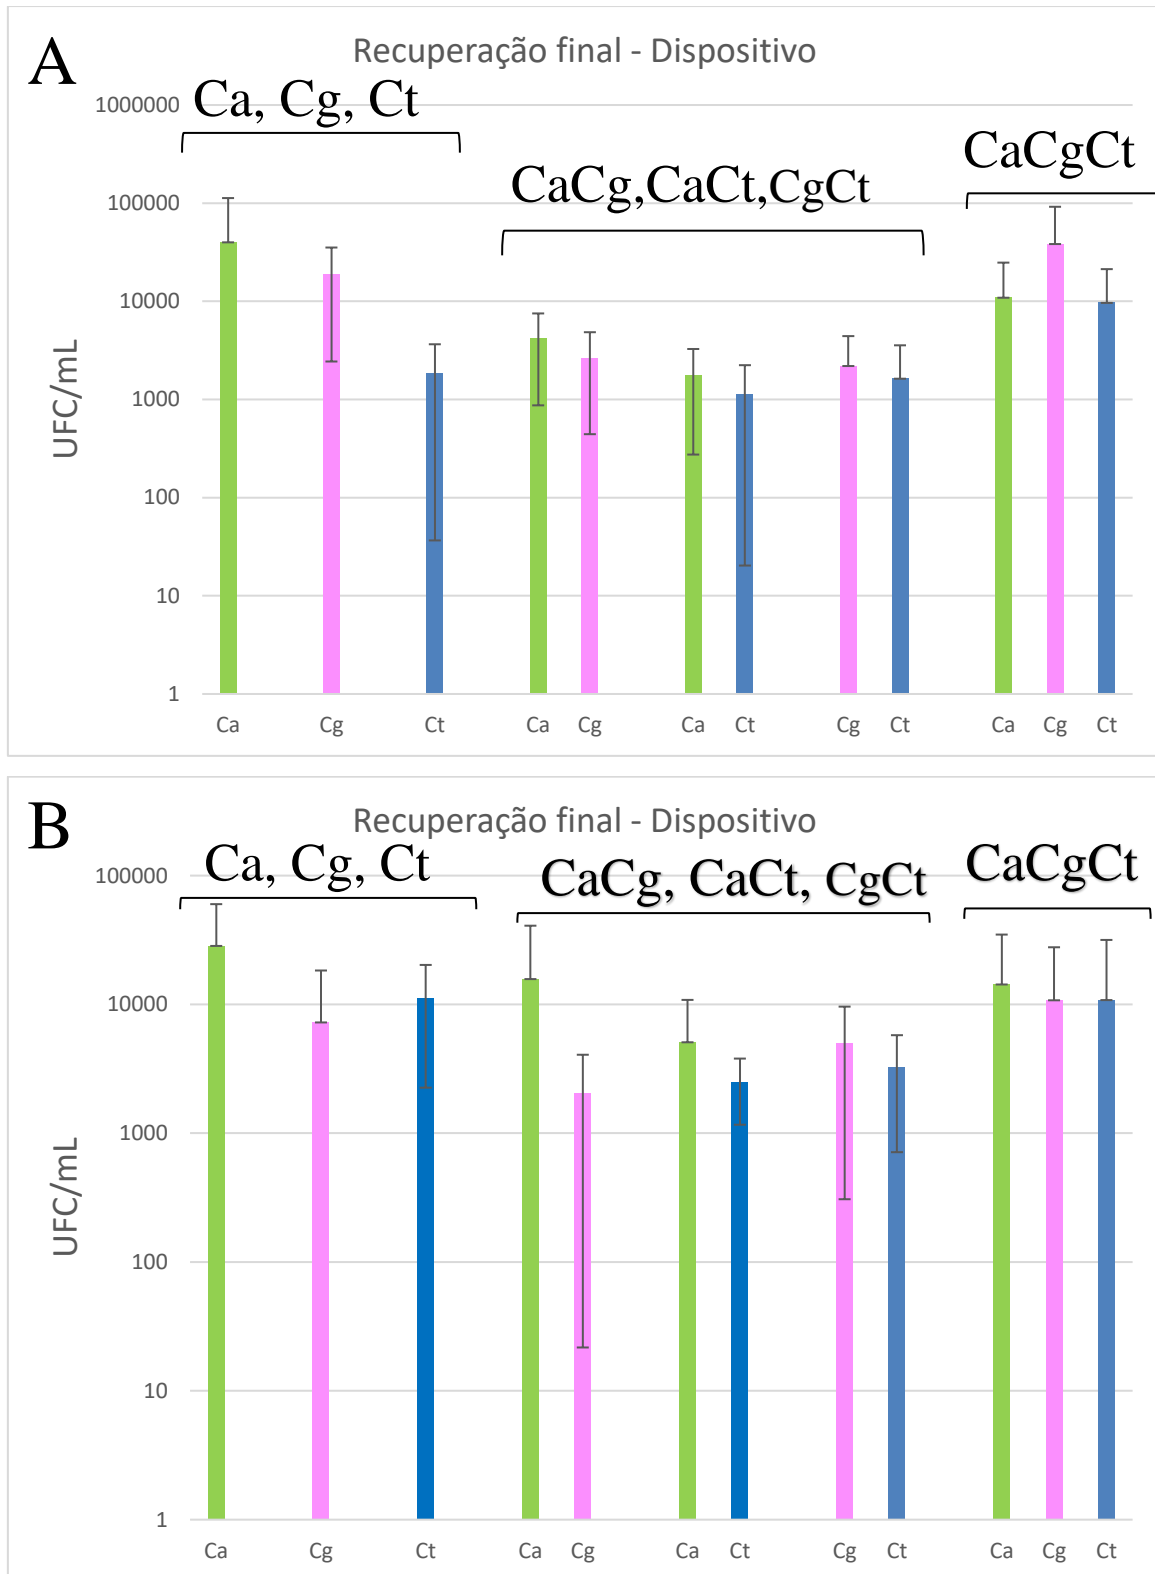 A
Recuperação final - Dispositivo
Ca, Cg, Ct
CaCg,CaCt,CgCt
CaCgCt
UFC/mL
1000000
100000
10000
1000
100
10
1
Ca Cg Ct Ca Cg Ca Ct Cg Ct Ca Cg Ct
B
Recuperação final - Dispositivo
Ca, Cg, Ct
CaCg, CaCt, CgCt
CaCgCt
UFC/mL
100000
10000
1000
100
10
1
Ca Cg Ct Ca Cg Ca Ct Cg Ct Ca Cg Ct